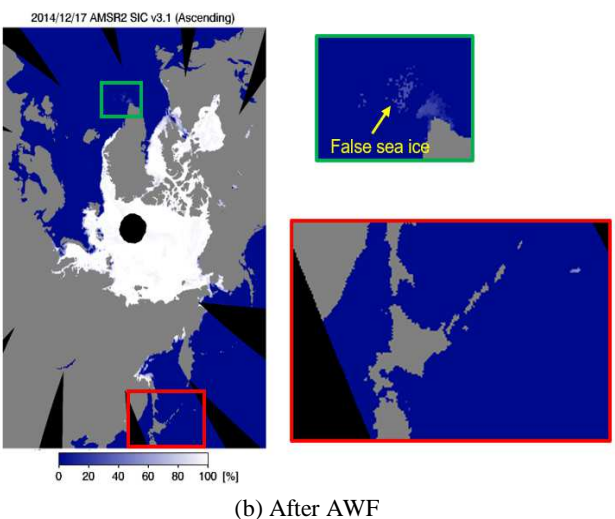 2014/12/17 AMSR2 SIC v3.1 (Ascending)
False sea ice
0 20 40 60 80 100 [%]
(b) After AWF